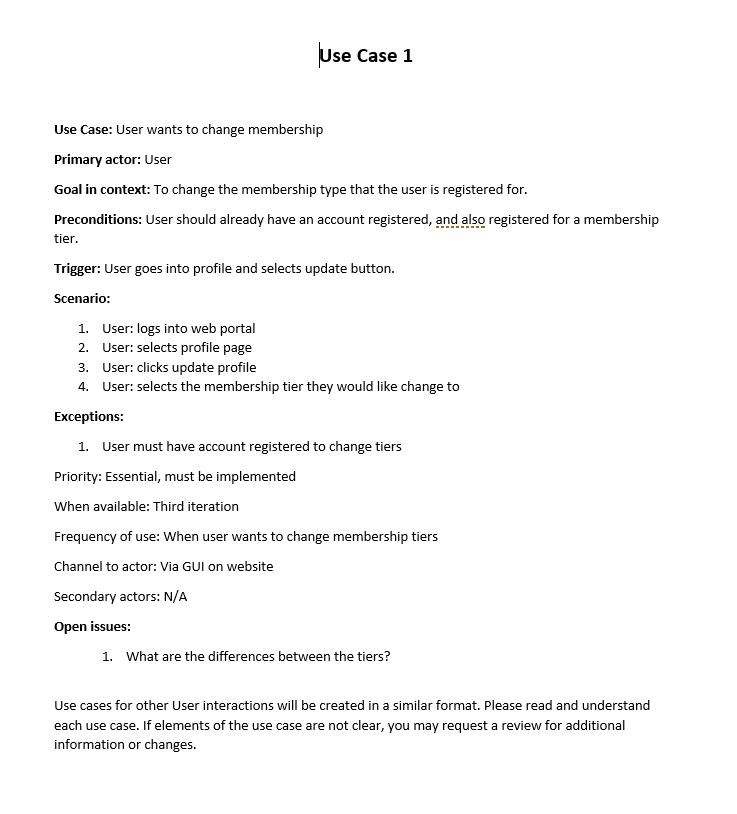 Use Case 1
Use Case: User wants to change membership
Primary actor: User
Goal in context: To change the membership type that the user is registered for.
Preconditions: User should already have an account registered, and also registered for a membership
tier.
Trigger: User goes into profile and selects update button.
Scenario:
1. User: logs into web portal
2. User: selects profile page
3. User: clicks update profile
4. User: selects the membership tier they would like change to
Exceptions:
1. User must have account registered to change tiers
Priority: Essential, must be implemented
When available: Third iteration
Frequency of use: When user wants to change membership tiers
Channel to actor: Via GUI on website
Secondary actors: N/A
Open issues:
1. What are the differences between the tiers?
Use cases for other User interactions will be created in a similar format. Please read and understand
each use case. If elements of the use case are not clear, you may request a review for additional
information or changes.